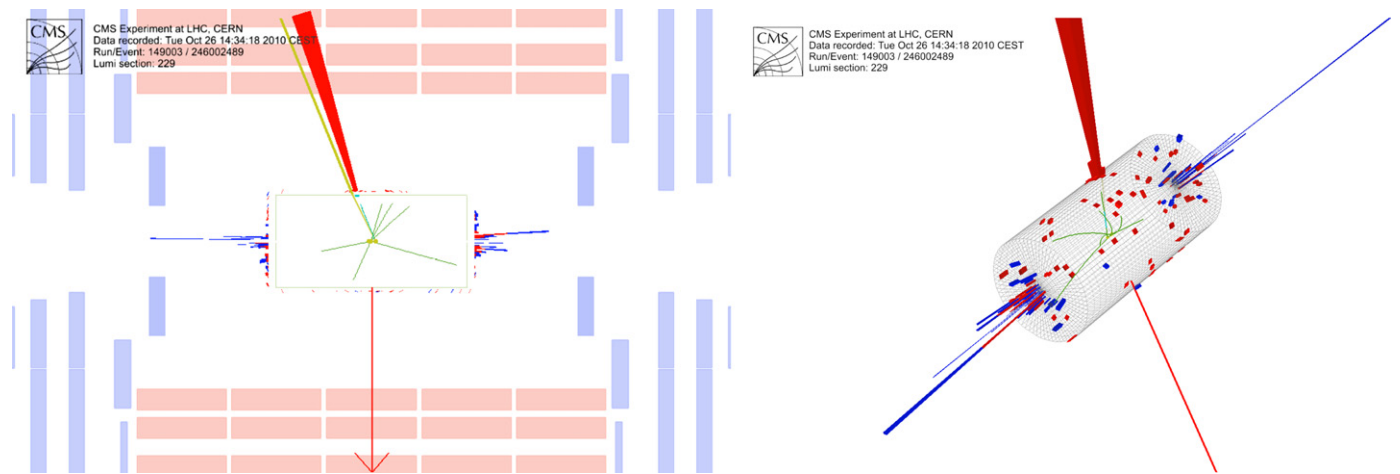 CMS
CMS Experiment at LHC, CERN
Data recorded: Tue Oct 26 14:34:18 2010 CEST
Run/Event: 149003 / 246002489
Lumi section: 229
CMS
CMS Experiment at LHC, CERN
Data recorded: Tue Oct 26 14:34:18 2010 CEST
Run/Event: 149003 / 246002489
Lumi section: 229